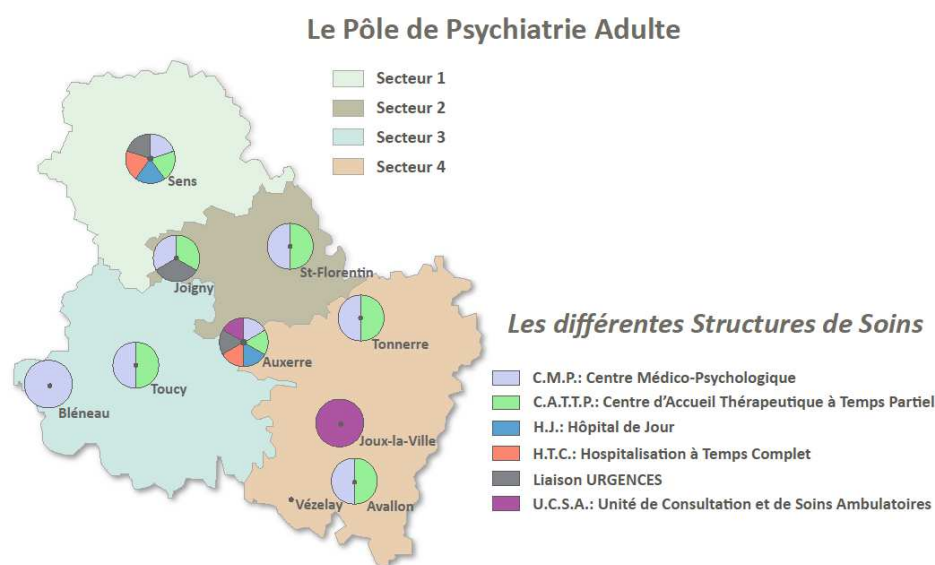 Le Pôle de Psychiatrie Adulte
Secteur 1
Secteur 2
Secteur 3
Secteur 4
Sens
St-Florentin
Joigny
Tonnerre
Auxerre
Toucy
Bléneau
Joux-la-Ville
Vézelay
Avallon
Les différentes Structures de Soins
C.M.P.: Centre Médico-Psychologique
C.A.T.T.P.: Centre d'Accueil Thérapeutique à Temps Partiel
H.J.: Hôpital de Jour
H.T.C.: Hospitalisation à Temps Complet
Liaison URGENCES
U.C.S.A.: Unité de Consultation et de Soins Ambulatoires